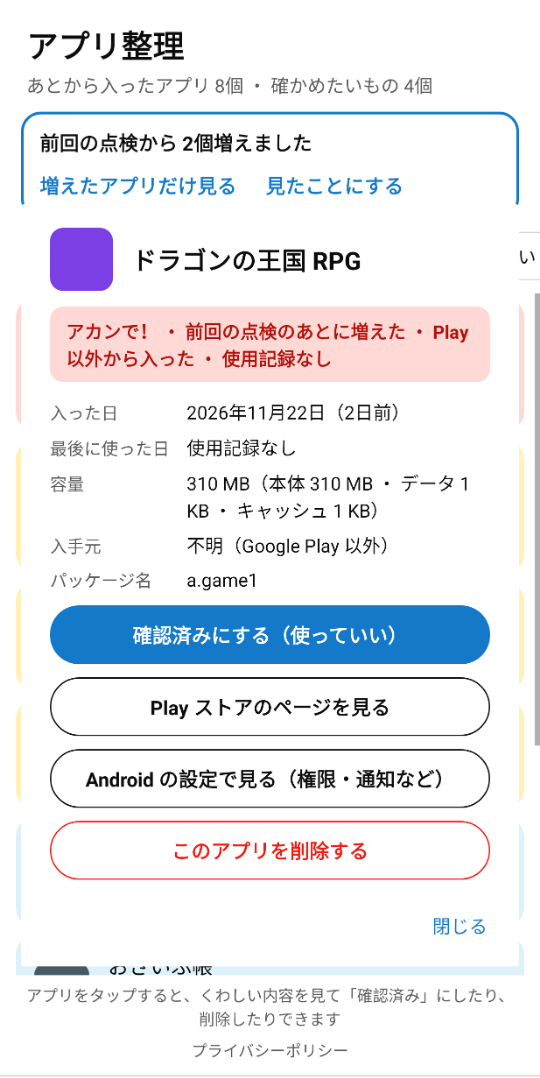 アプリ整理
あとから入ったアプリ 8個 ・ 確かめたいもの 4個
前回の点検から 2個増えました
増えたアプリだけ見る 見たことにする
い
ドラゴンの王国 RPG
アカンで! ・ 前回の点検のあとに増えた ・ Play
以外から入った ・ 使用記録なし
入った日 2026年11月22日（2日前）
最後に使った日 使用記録なし
容量 310 MB（本体 310 MB ・ データ 1
KB ・ キャッシュ 1 KB）
入手元 不明（Google Play 以外）
パッケージ名 a.game1
確認済みにする（使っていい）
Play ストアのページを見る
Android の設定で見る（権限・通知など）
このアプリを削除する
閉じる
おさいふ帳
アプリをタップすると、くわしい内容を見て「確認済み」にしたり、
削除したりできます
プライバシーポリシー